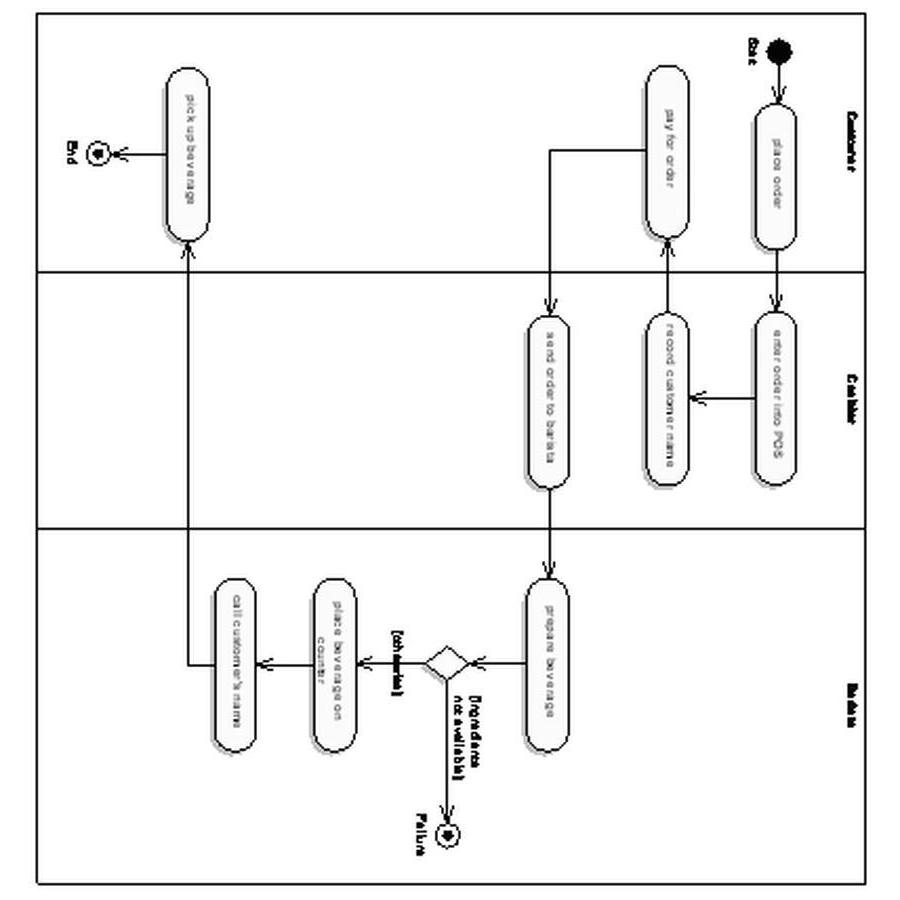 Customer
Cashier
Barista
Start
place order
enter order into POS
record customer name
pay for order
send order to barista
prepare beverage
[ingredients
not available]
Failure
[otherwise]
place beverage on
counter
call customer's name
pick up beverage
End